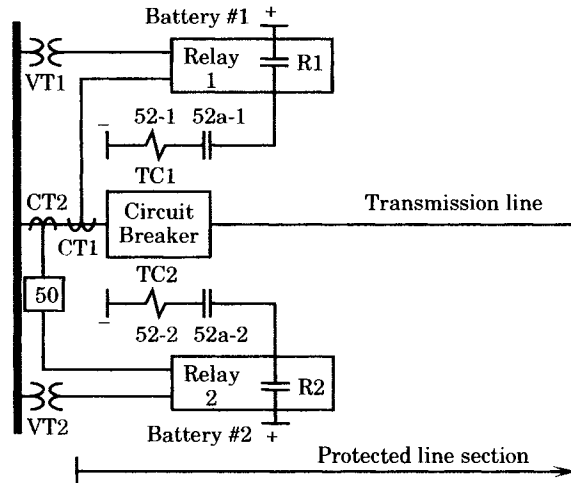 Battery #1
+
Relay
1
R1
VT1
52-1
52a-1
–
TC1
CT2
CT1
Circuit
Breaker
Transmission line
50
TC2
–
52-2
52a-2
Relay
2
R2
VT2
Battery #2
+
Protected line section